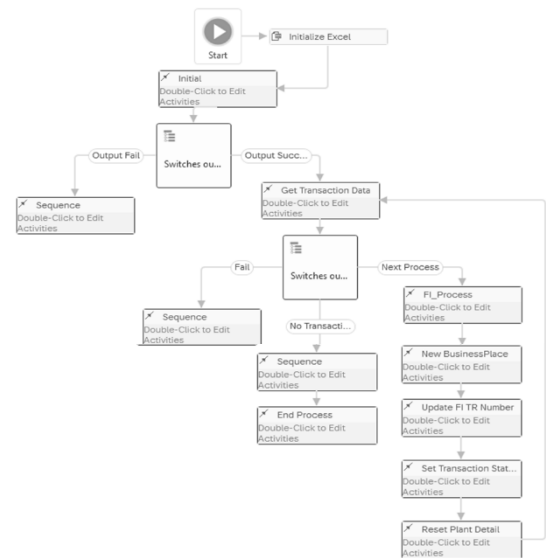 Start
Initialize Excel
Initial
Double-Click to Edit
Activities
Output Fail
Switches ou...
Output Succ...
Sequence
Double-Click to Edit
Activities
Get Transaction Data
Double-Click to Edit
Activities
Fail
Switches ou...
Next Process
Sequence
Double-Click to Edit
Activities
No Transacti...
Sequence
Double-Click to Edit
Activities
End Process
Double-Click to Edit
Activities
FI_Process
Double-Click to Edit
Activities
New BusinessPlace
Double-Click to Edit
Activities
Update FI TR Number
Double-Click to Edit
Activities
Set Transaction Stat...
Double-Click to Edit
Activities
Reset Plant Detail
Double-Click to Edit
Activities